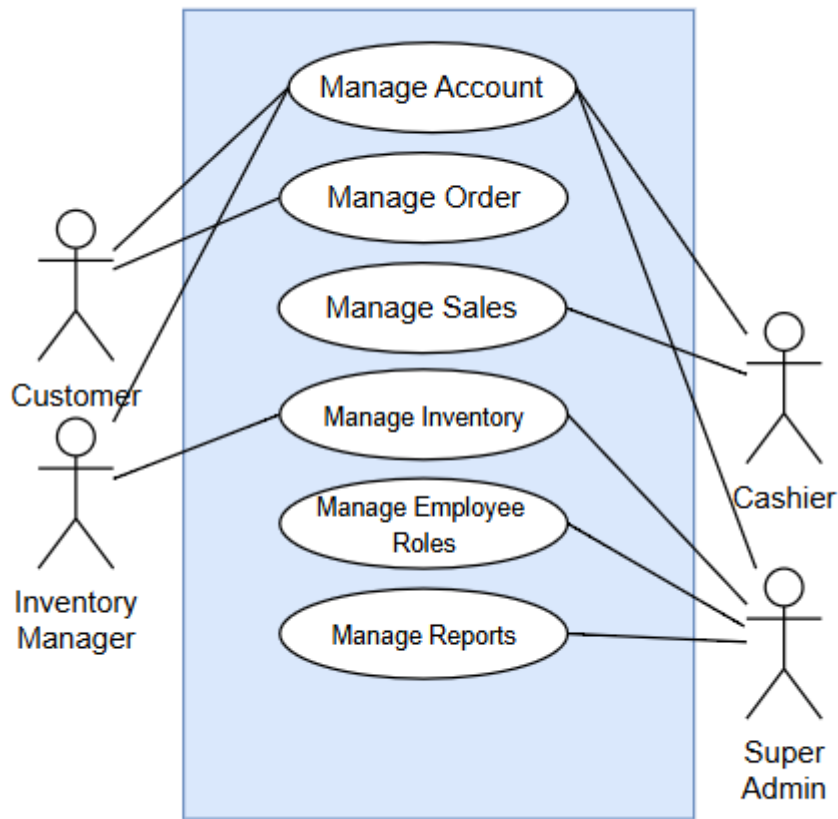 Manage Account
Manage Order
Manage Sales
Customer
Manage Inventory
Cashier
Manage Employee
Roles
Inventory
Manager
Manage Reports
Super
Admin